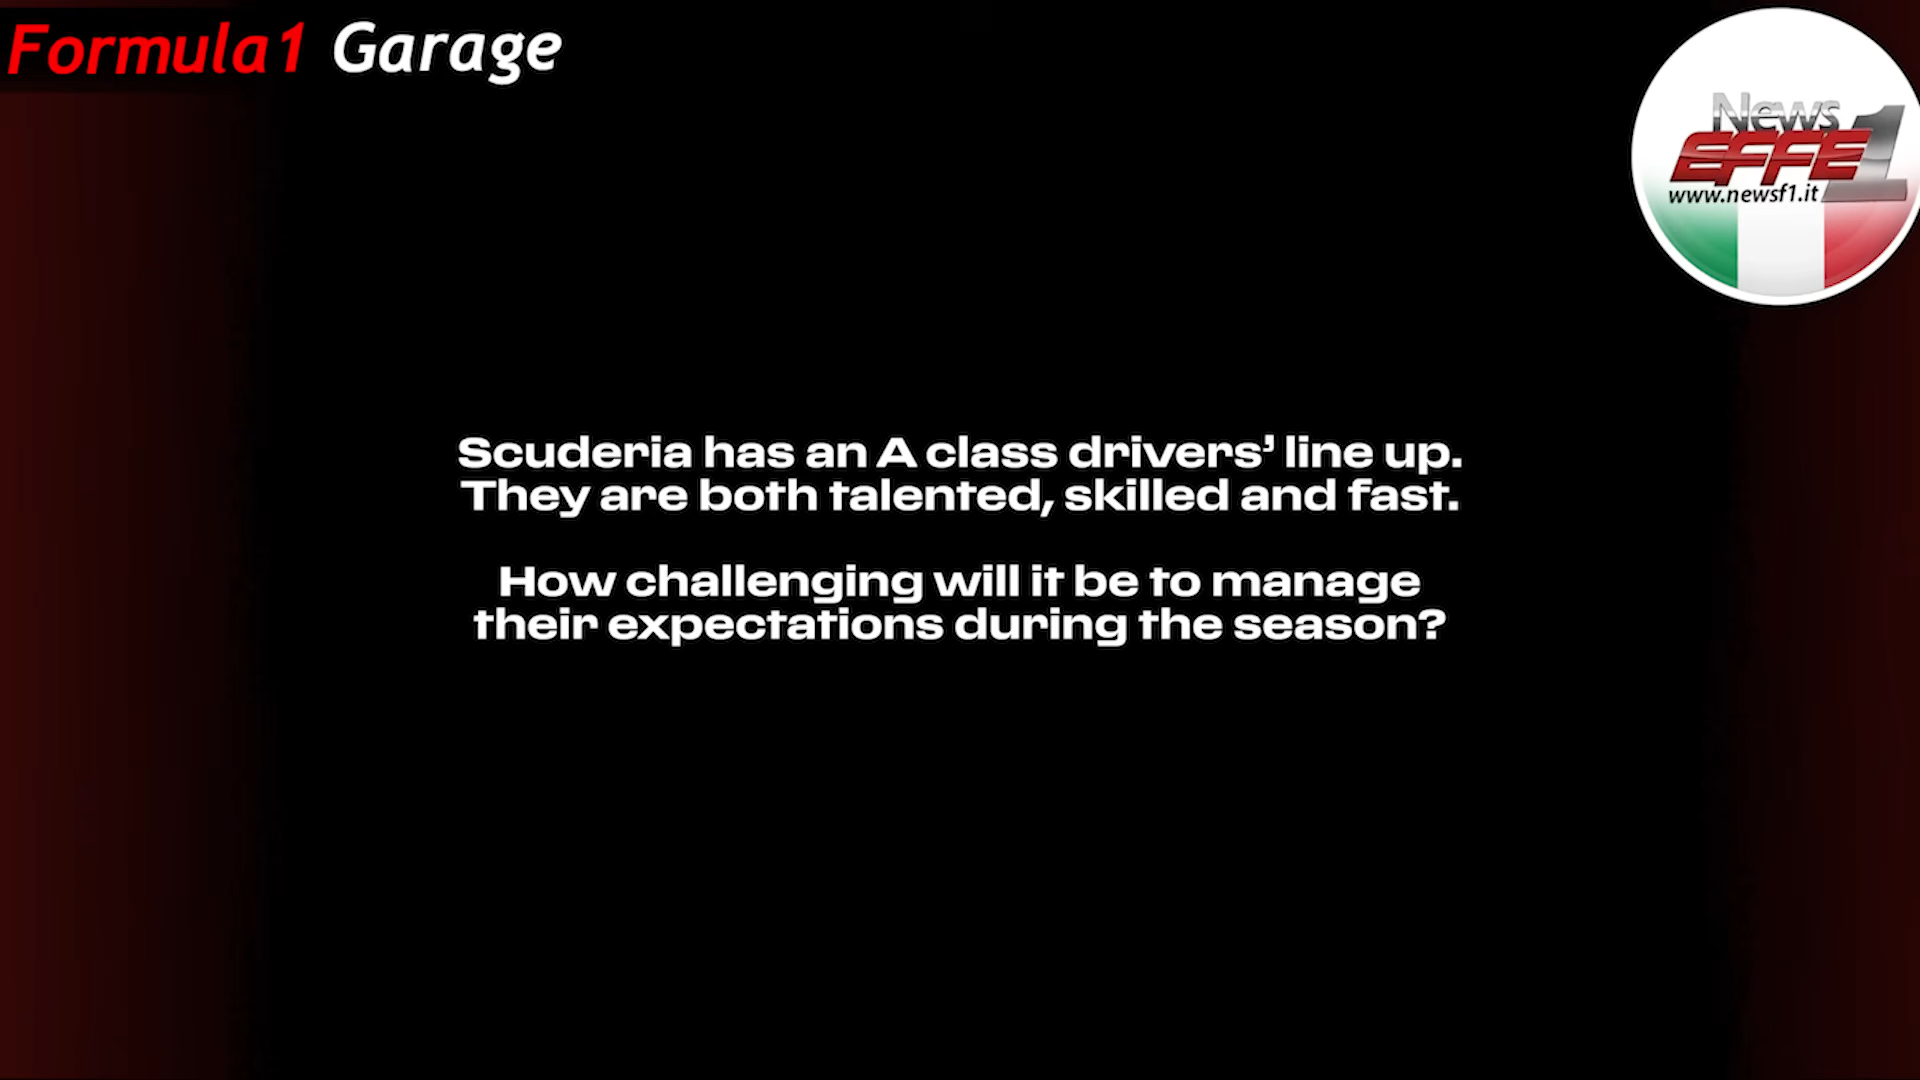 Formula1 Garage
News
EFFE1
www.newsf1.it
Scuderia has an A class drivers’ line up.
They are both talented, skilled and fast.
How challenging will it be to manage
their expectations during the season?